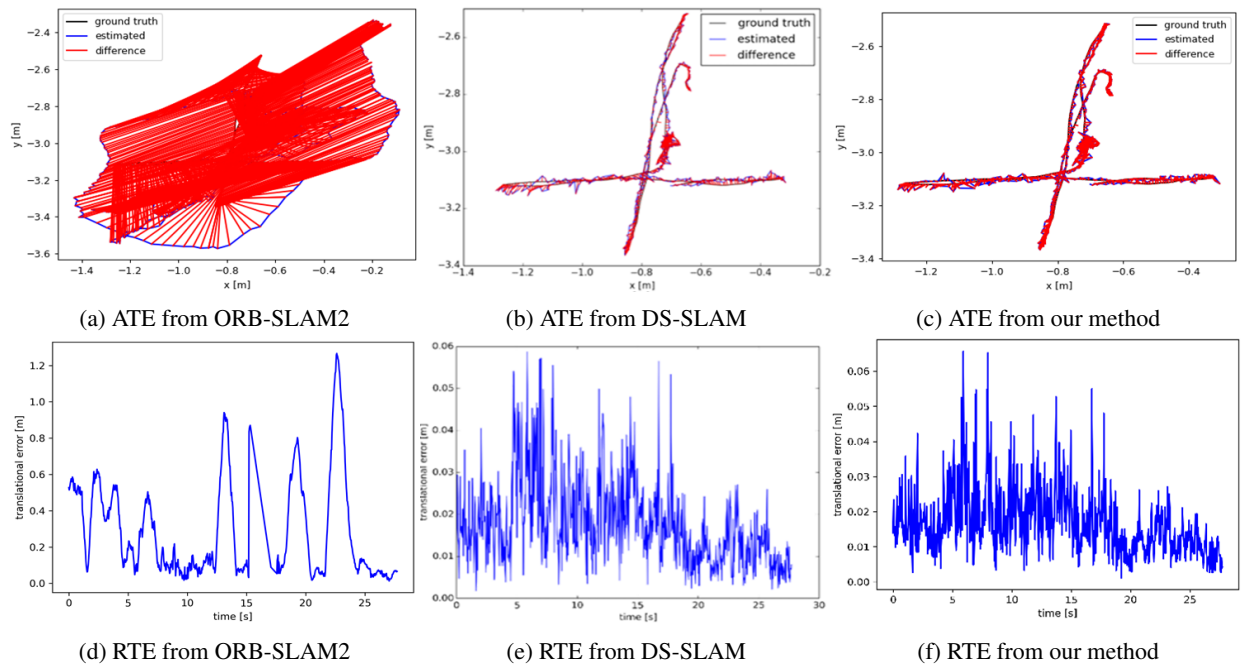 ground truth
estimated
difference
y [m]
−2.4
−2.6
−2.8
−3.0
−3.2
−3.4
−3.6
−1.4
−1.2
−1.0
−0.8
−0.6
−0.4
−0.2
x [m]
(a) ATE from ORB-SLAM2
ground truth
estimated
difference
y [m]
−2.6
−2.8
−3.0
−3.2
−3.4
−1.4
−1.2
−1.0
−0.8
−0.6
−0.4
−0.2
x [m]
(b) ATE from DS-SLAM
ground truth
estimated
difference
y [m]
−2.6
−2.8
−3.0
−3.2
−3.4
−1.2
−1.0
−0.8
−0.6
−0.4
x [m]
(c) ATE from our method
translational error [m]
1.2
1.0
0.8
0.6
0.4
0.2
0.0
0
5
10
15
20
25
time [s]
(d) RTE from ORB-SLAM2
translational error [m]
0.06
0.05
0.04
0.03
0.02
0.01
0.00
0
5
10
15
20
25
30
time [s]
(e) RTE from DS-SLAM
translational error [m]
0.06
0.05
0.04
0.03
0.02
0.01
0.00
0
5
10
15
20
25
time [s]
(f) RTE from our method